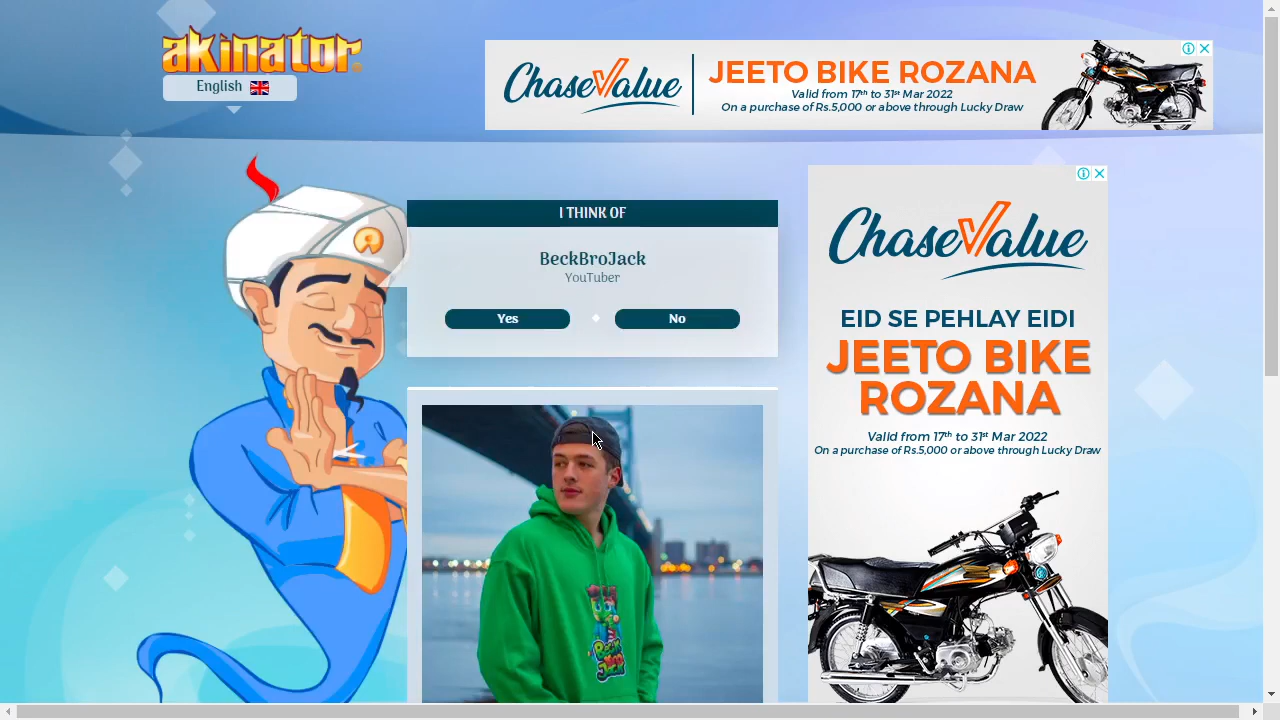 akinator
English
ChaseValue
JEETO BIKE ROZANA
Valid from 17th to 31st Mar 2022
On a purchase of Rs.5,000 or above through Lucky Draw
I THINK OF
BeckBroJack
YouTuber
Yes
No
ChaseValue
EID SE PEHLAY EIDI
JEETO BIKE
ROZANA
Valid from 17th to 31st Mar 2022
On a purchase of Rs.5,000 or above through Lucky Draw